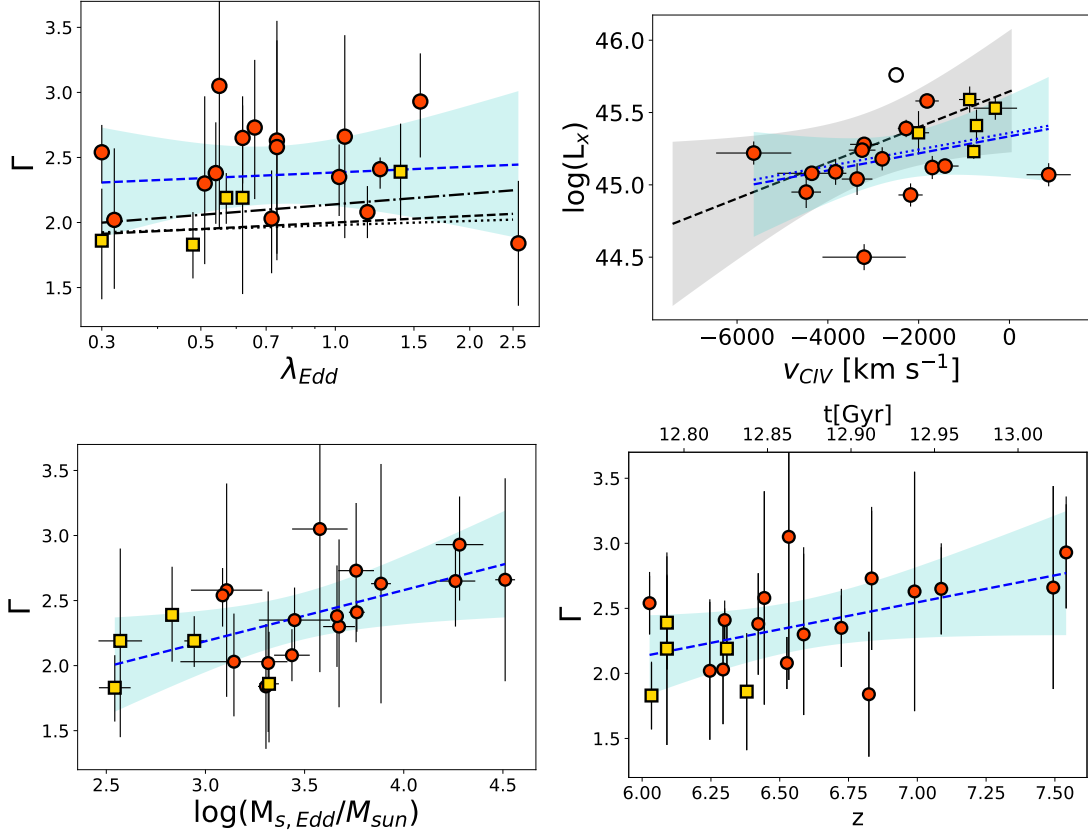 3.5
3.0
2.5
2.0
1.5
Γ
0.3 0.5 0.7 1.0 1.5 2.0 2.5
λ_Edd
46.0
45.5
45.0
44.5
log(L_x)
−6000 −4000 −2000 0
v_CIV [km s⁻¹]
3.5
3.0
2.5
2.0
1.5
Γ
2.5 3.0 3.5 4.0 4.5
log(M_s, Edd/M_sun)
t[Gyr]
12.80 12.85 12.90 12.95 13.00
3.5
3.0
2.5
2.0
1.5
Γ
6.00 6.25 6.50 6.75 7.00 7.25 7.50
z